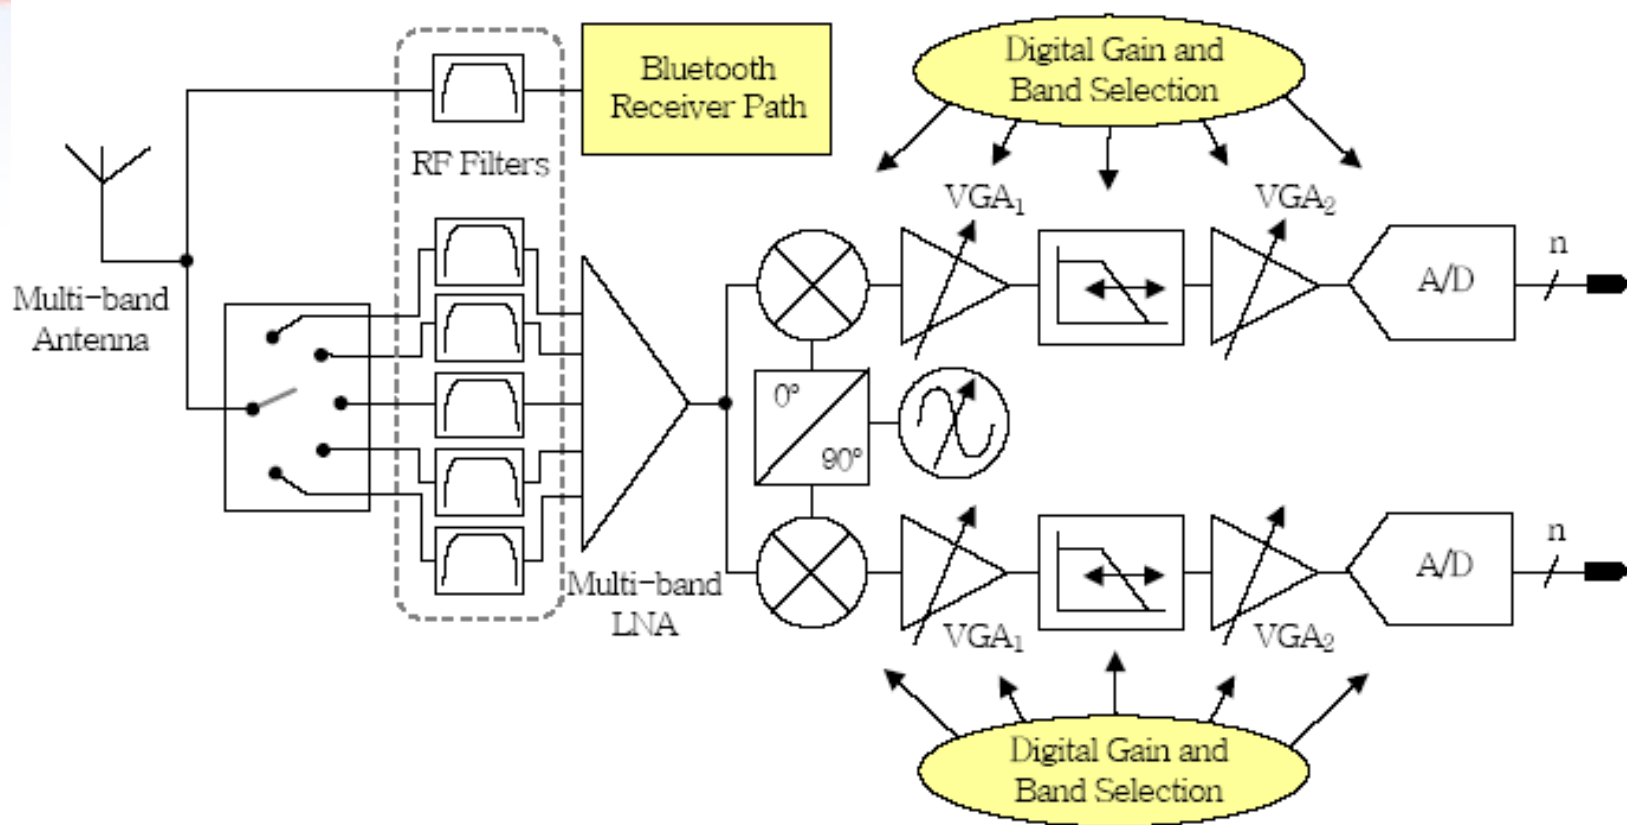 Bluetooth
Receiver Path
Digital Gain and
Band Selection
RF Filters
VGA₁
VGA₂
n
A/D
Multi-band
Antenna
0°
90°
Multi-band
LNA
n
A/D
VGA₁
VGA₂
Digital Gain and
Band Selection